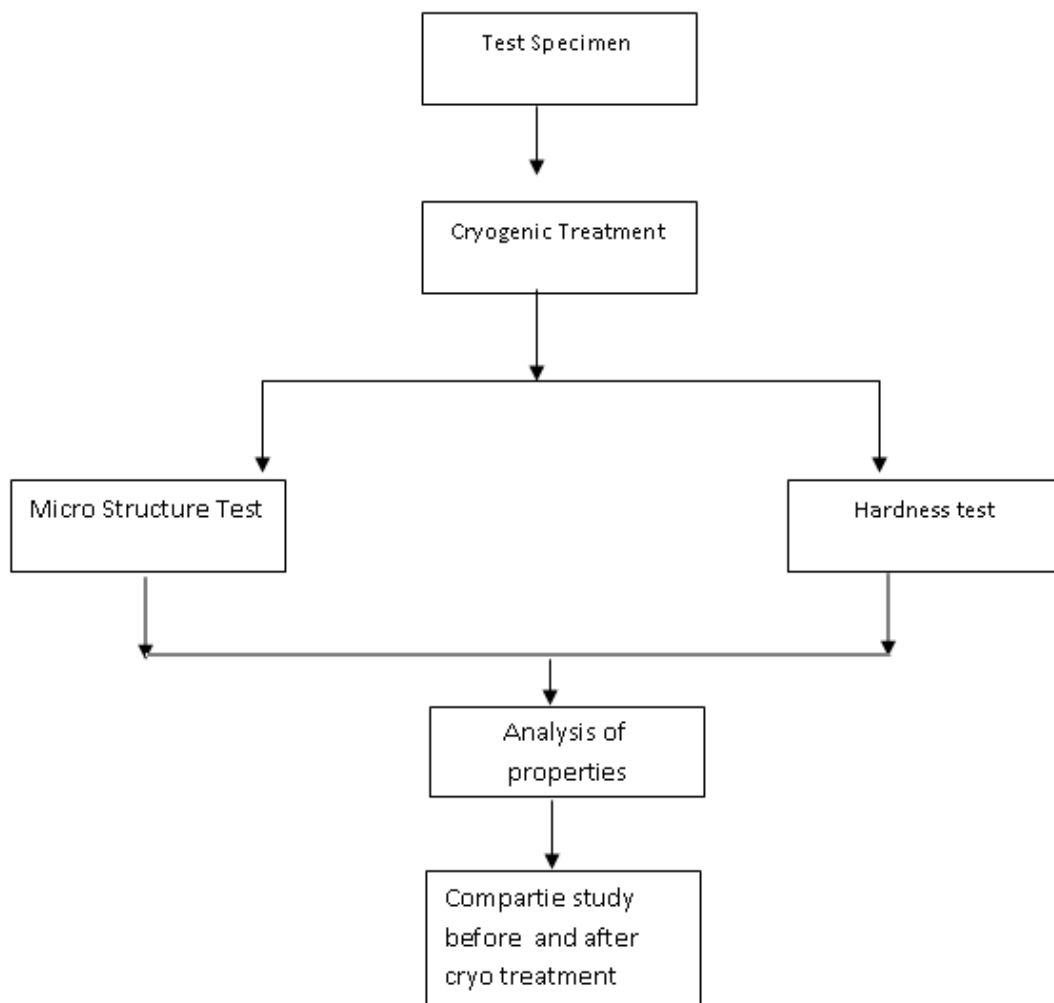 Test Specimen
Cryogenic Treatment
Micro Structure Test
Hardness test
Analysis of
properties
Compartie study
before and after
cryo treatment